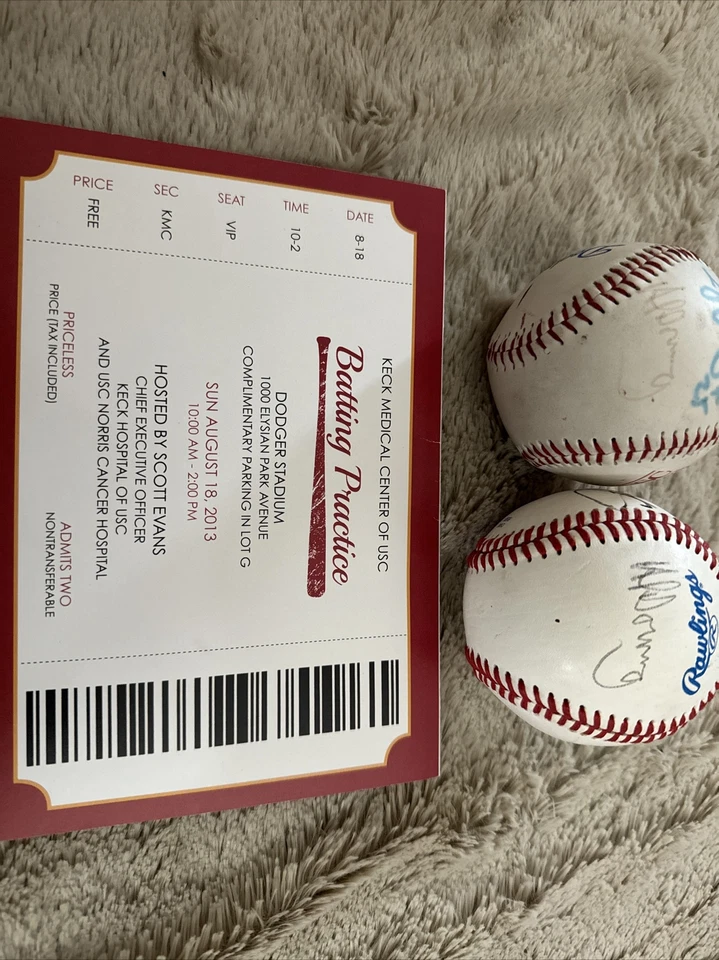 DATE
8-18
TIME
10-2
SEAT
VIP
SEC
KMC
PRICE
FREE
KECK MEDICAL CENTER OF USC
Batting Practice
DODGER STADIUM
1000 ELYSIAN PARK AVENUE
COMPLIMENTARY PARKING IN LOT G
SUN AUGUST 18, 2013
10:00 AM - 2:00 PM
HOSTED BY SCOTT EVANS
CHIEF EXECUTIVE OFFICER
KECK HOSPITAL OF USC
AND USC NORRIS CANCER HOSPITAL
PRICELESS
PRICE (TAX INCLUDED)
ADMITS TWO
NONTRANSFERABLE
Rawlings